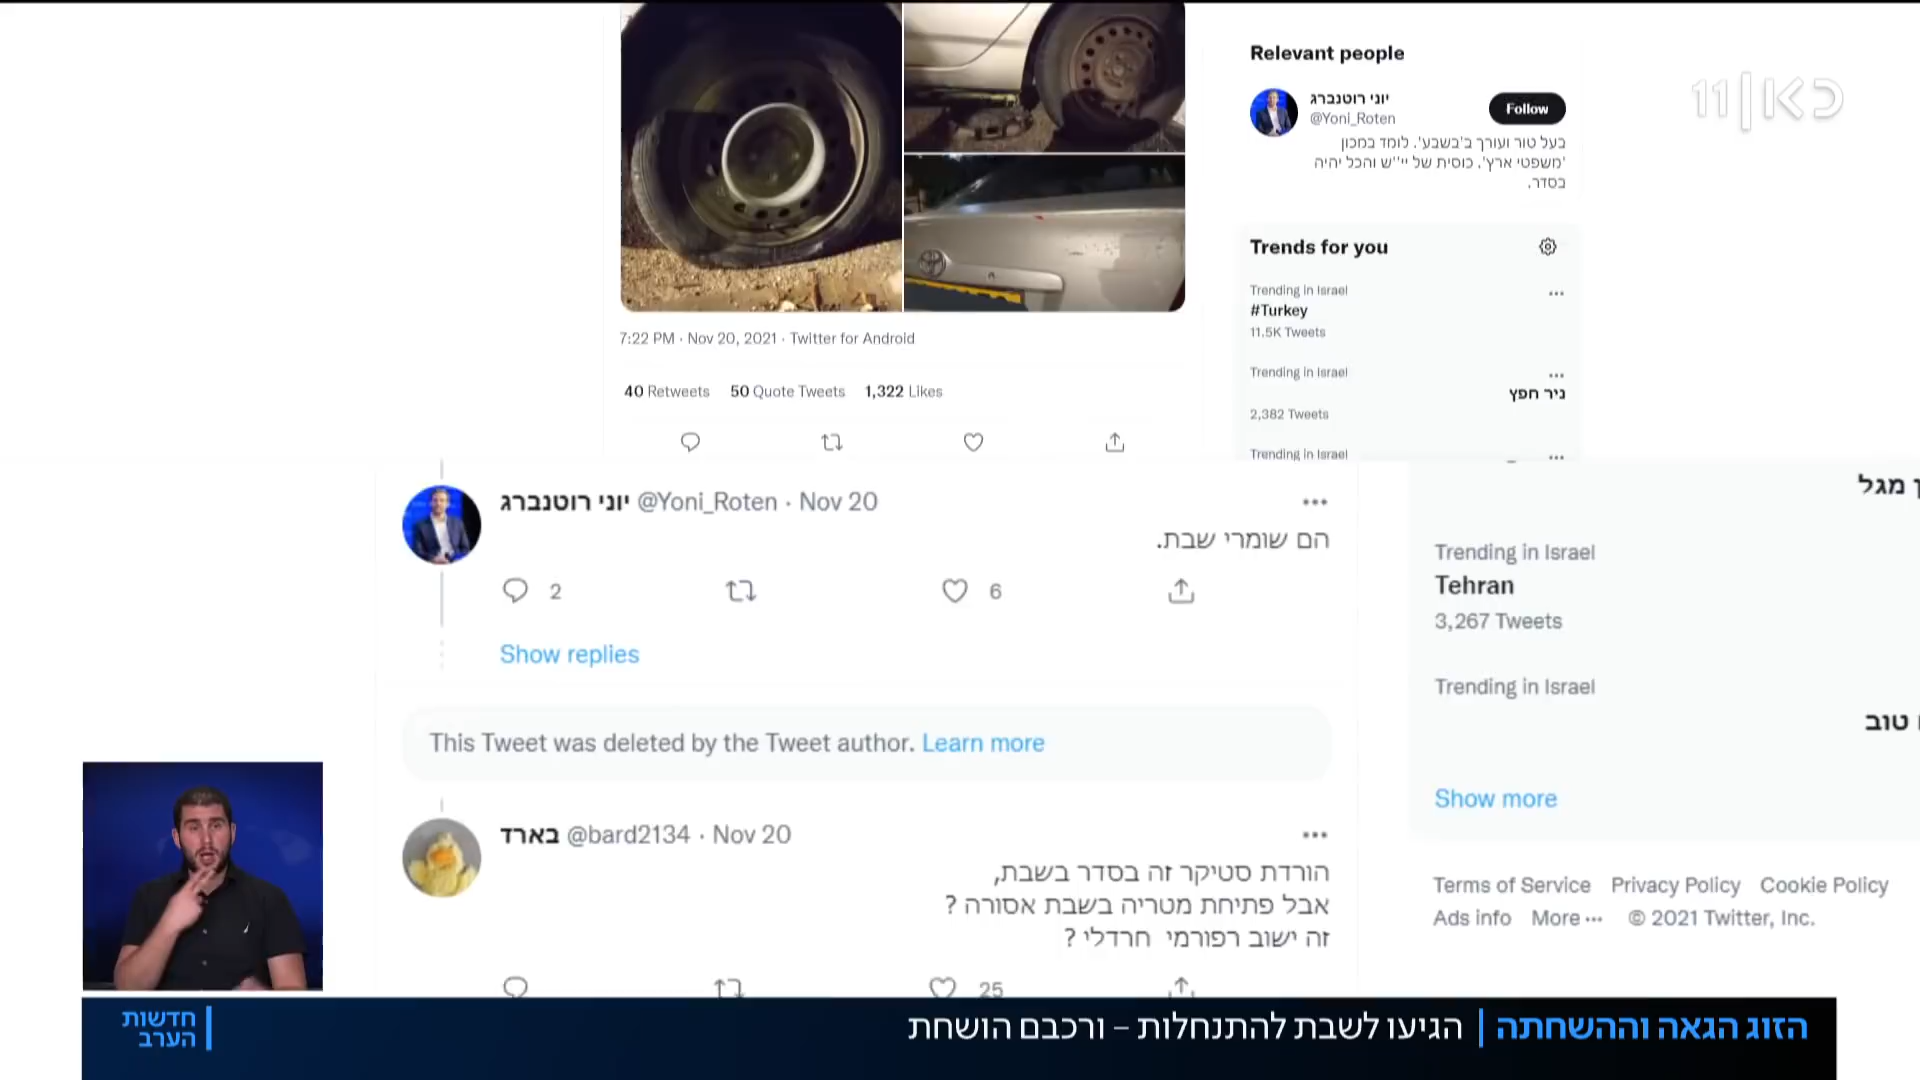 Relevant people
יוני רוטנברג
@Yoni_Roten
Follow
בעל טור ועורך ב'בשבע'. לומד במכון
'משפטי ארץ'. כוסית של יי''ש והכל יהיה
בסדר.
כאן|11
Trends for you
Trending in Israel
#Turkey
11.5K Tweets
Trending in Israel
ניר חפץ
2,382 Tweets
Trending in Israel
7:22 PM · Nov 20, 2021 · Twitter for Android
40 Retweets 50 Quote Tweets 1,322 Likes
יוני רוטנברג @Yoni_Roten · Nov 20
הם שומרי שבת.
2 6
Show replies
This Tweet was deleted by the Tweet author. Learn more
בארד @bard2134 · Nov 20
הורדת סטיקר זה בסדר בשבת,
אבל פתיחת מטריה בשבת אסורה ?
זה ישוב רפורמי חרדלי ?
25
מגל
Trending in Israel
Tehran
3,267 Tweets
Trending in Israel
טוב
Show more
Terms of Service Privacy Policy Cookie Policy
Ads info More ··· © 2021 Twitter, Inc.
הזוג הגאה וההשחתה | הגיעו לשבת להתנחלות – ורכבם הושחת
חדשות
הערב